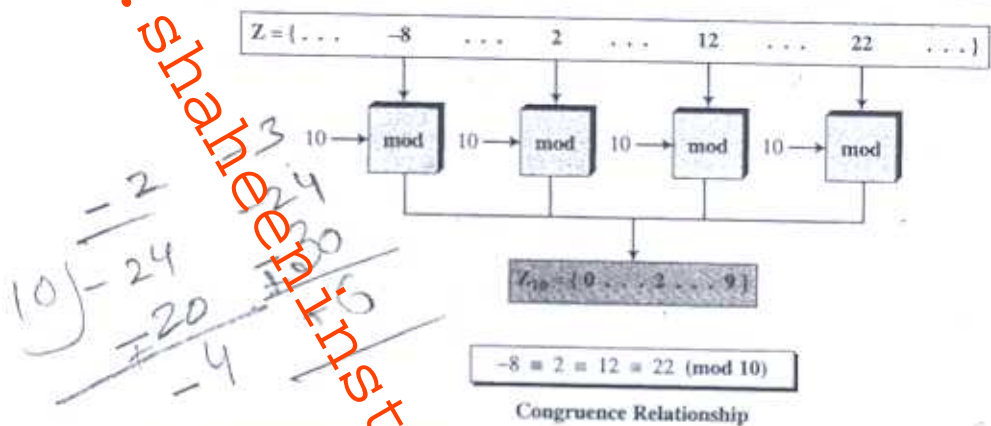 Z = { . . . -8 . . . 2 . . . 12 . . . 22 . . . }
10 mod 10 mod 10 mod 10 mod
Z10 = { 0 . . . 2 . . . 9 }
-8 ≡ 2 ≡ 12 ≡ 22 (mod 10)
Congruence Relationship
- 2
10 ) - 24
- 20
+
- 4
- 3
- 24
- 30
+
6
.shaheeninst